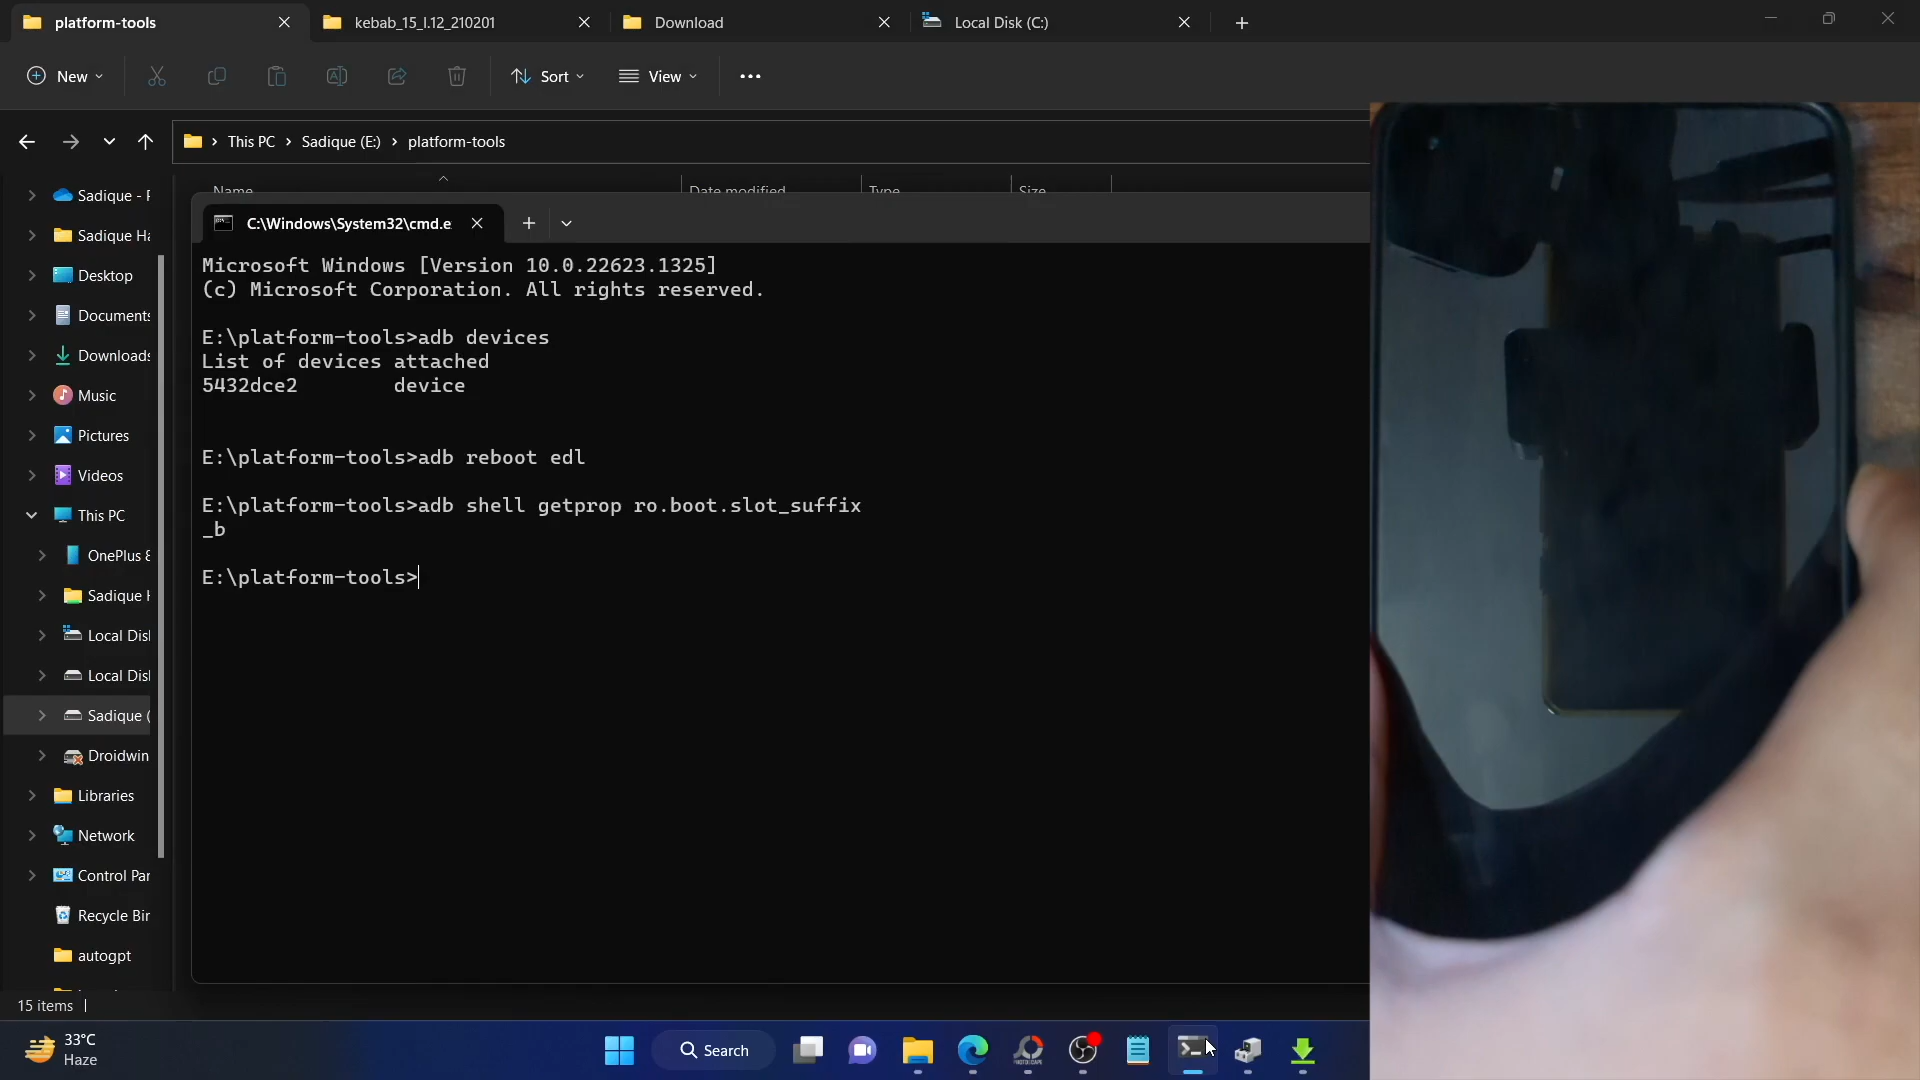 platform-tools
kebab_15_I.12_210201
Download
Local Disk (C:)
New
Sort
View
This PC
Sadique (E:)
platform-tools
Name
Date modified
Type
Size
Sadique - P
Sadique Ha
Desktop
Documents
Downloads
Music
Pictures
Videos
This PC
OnePlus 8
Sadique H
Local Disk
Local Disk
Sadique (
Droidwin
Libraries
Network
Control Pan
Recycle Bin
autogpt
C:\Windows\System32\cmd.e
Microsoft Windows [Version 10.0.22623.1325]
(c) Microsoft Corporation. All rights reserved.
E:\platform-tools>adb devices
List of devices attached
5432dce2 device
E:\platform-tools>adb reboot edl
E:\platform-tools>adb shell getprop ro.boot.slot_suffix
_b
E:\platform-tools>
15 items
33°C
Haze
Search